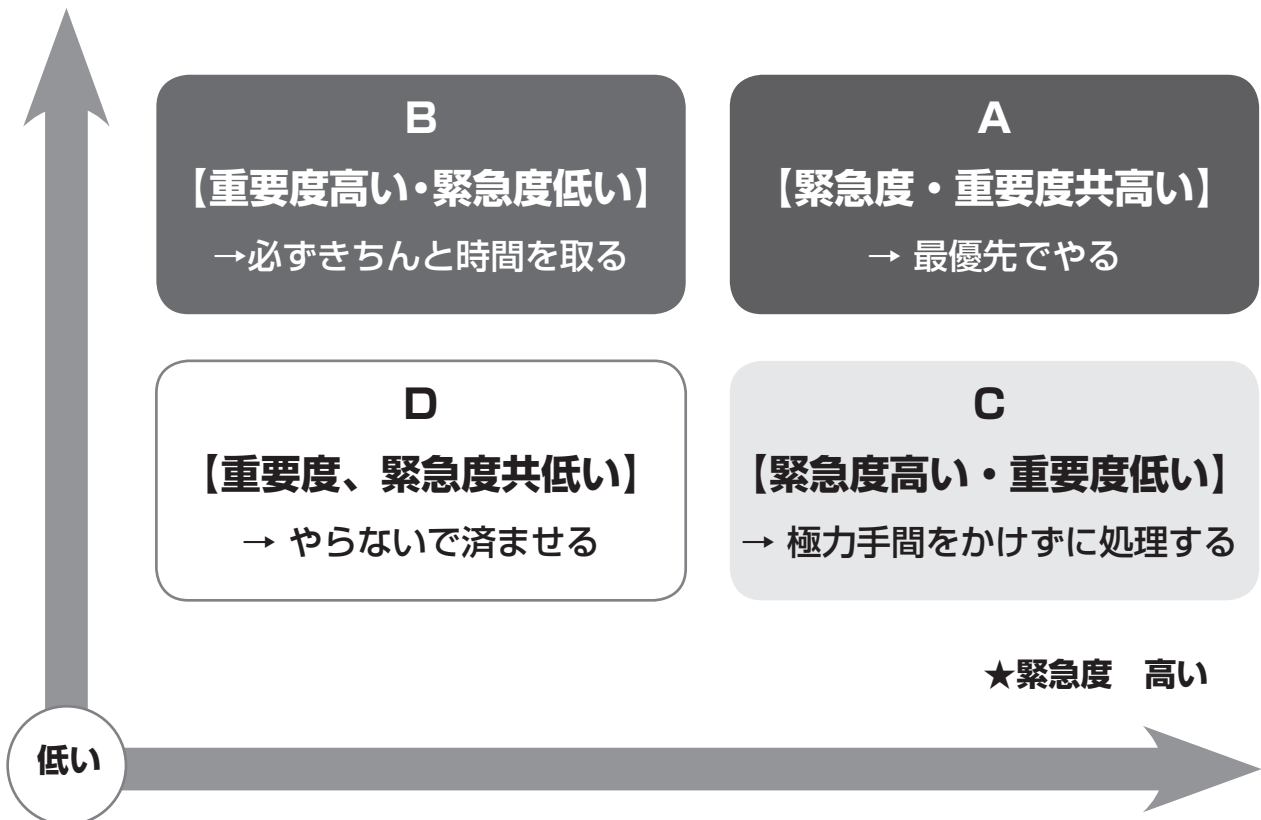 B
【重要度高い・緊急度低い】
→必ずきちんと時間を取る
A
【緊急度・重要度共高い】
→ 最優先でやる
D
【重要度、緊急度共低い】
→ やらないで済ませる
C
【緊急度高い・重要度低い】
→ 極力手間をかけずに処理する
★緊急度　高い
低い